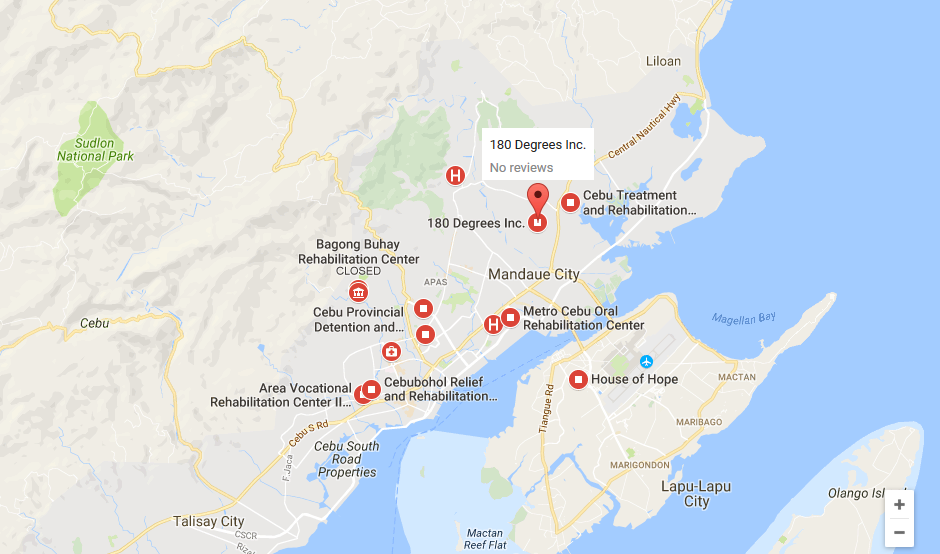 Liloan
Central Nautical Hwy
Sudlon
National Park
180 Degrees Inc.
No reviews
H
Cebu Treatment
and Rehabilitation...
180 Degrees Inc.
Bagong Buhay
Rehabilitation Center
CLOSED
APAS
Mandaue City
Cebu Provincial
Detention and...
Cebu
H
Metro Cebu Oral
Rehabilitation Center
Magellan Bay
MACTAN
House of Hope
Area Vocational
Rehabilitation Center II...
Cebubohol Relief
and Rehabilitation...
Tiangue Rd
MARIBAGO
Cebu S Rd
Cebu South
Road
Properties
F. Jaca
MARIGONDON
Lapu-Lapu
City
Olango Isl
Talisay City
CSCR
Rizal
Mactan
Reef Flat
+
−